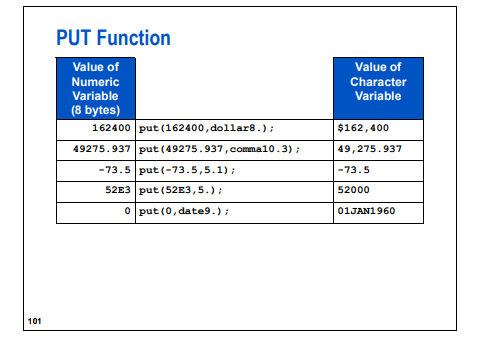 PUT Function
Value of
Numeric
Variable
(8 bytes)
Value of
Character
Variable
162400 put(162400,dollar8.); $162,400
49275.937 put(49275.937,comma10.3); 49,275.937
-73.5 put(-73.5,5.1); -73.5
52E3 put(52E3,5.); 52000
0 put(0,date9.); 01JAN1960
101